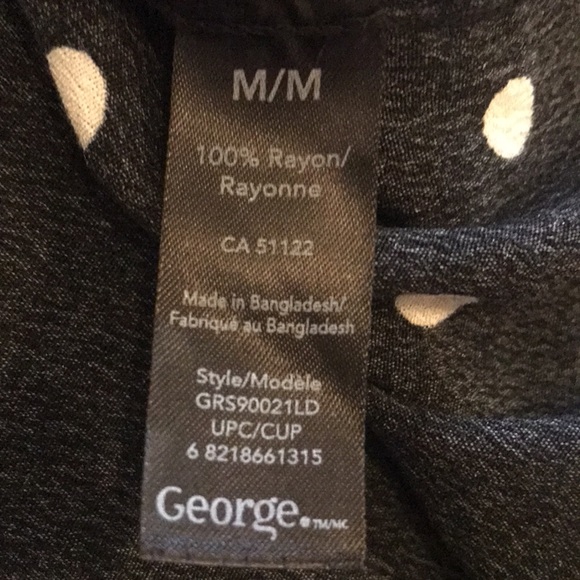 M/M
100% Rayon/
Rayonne
CA 51122
Made in Bangladesh/
Fabriqué au Bangladesh
Style/Modèle
GRS90021LD
UPC/CUP
6 8218661315
George.TM/MC